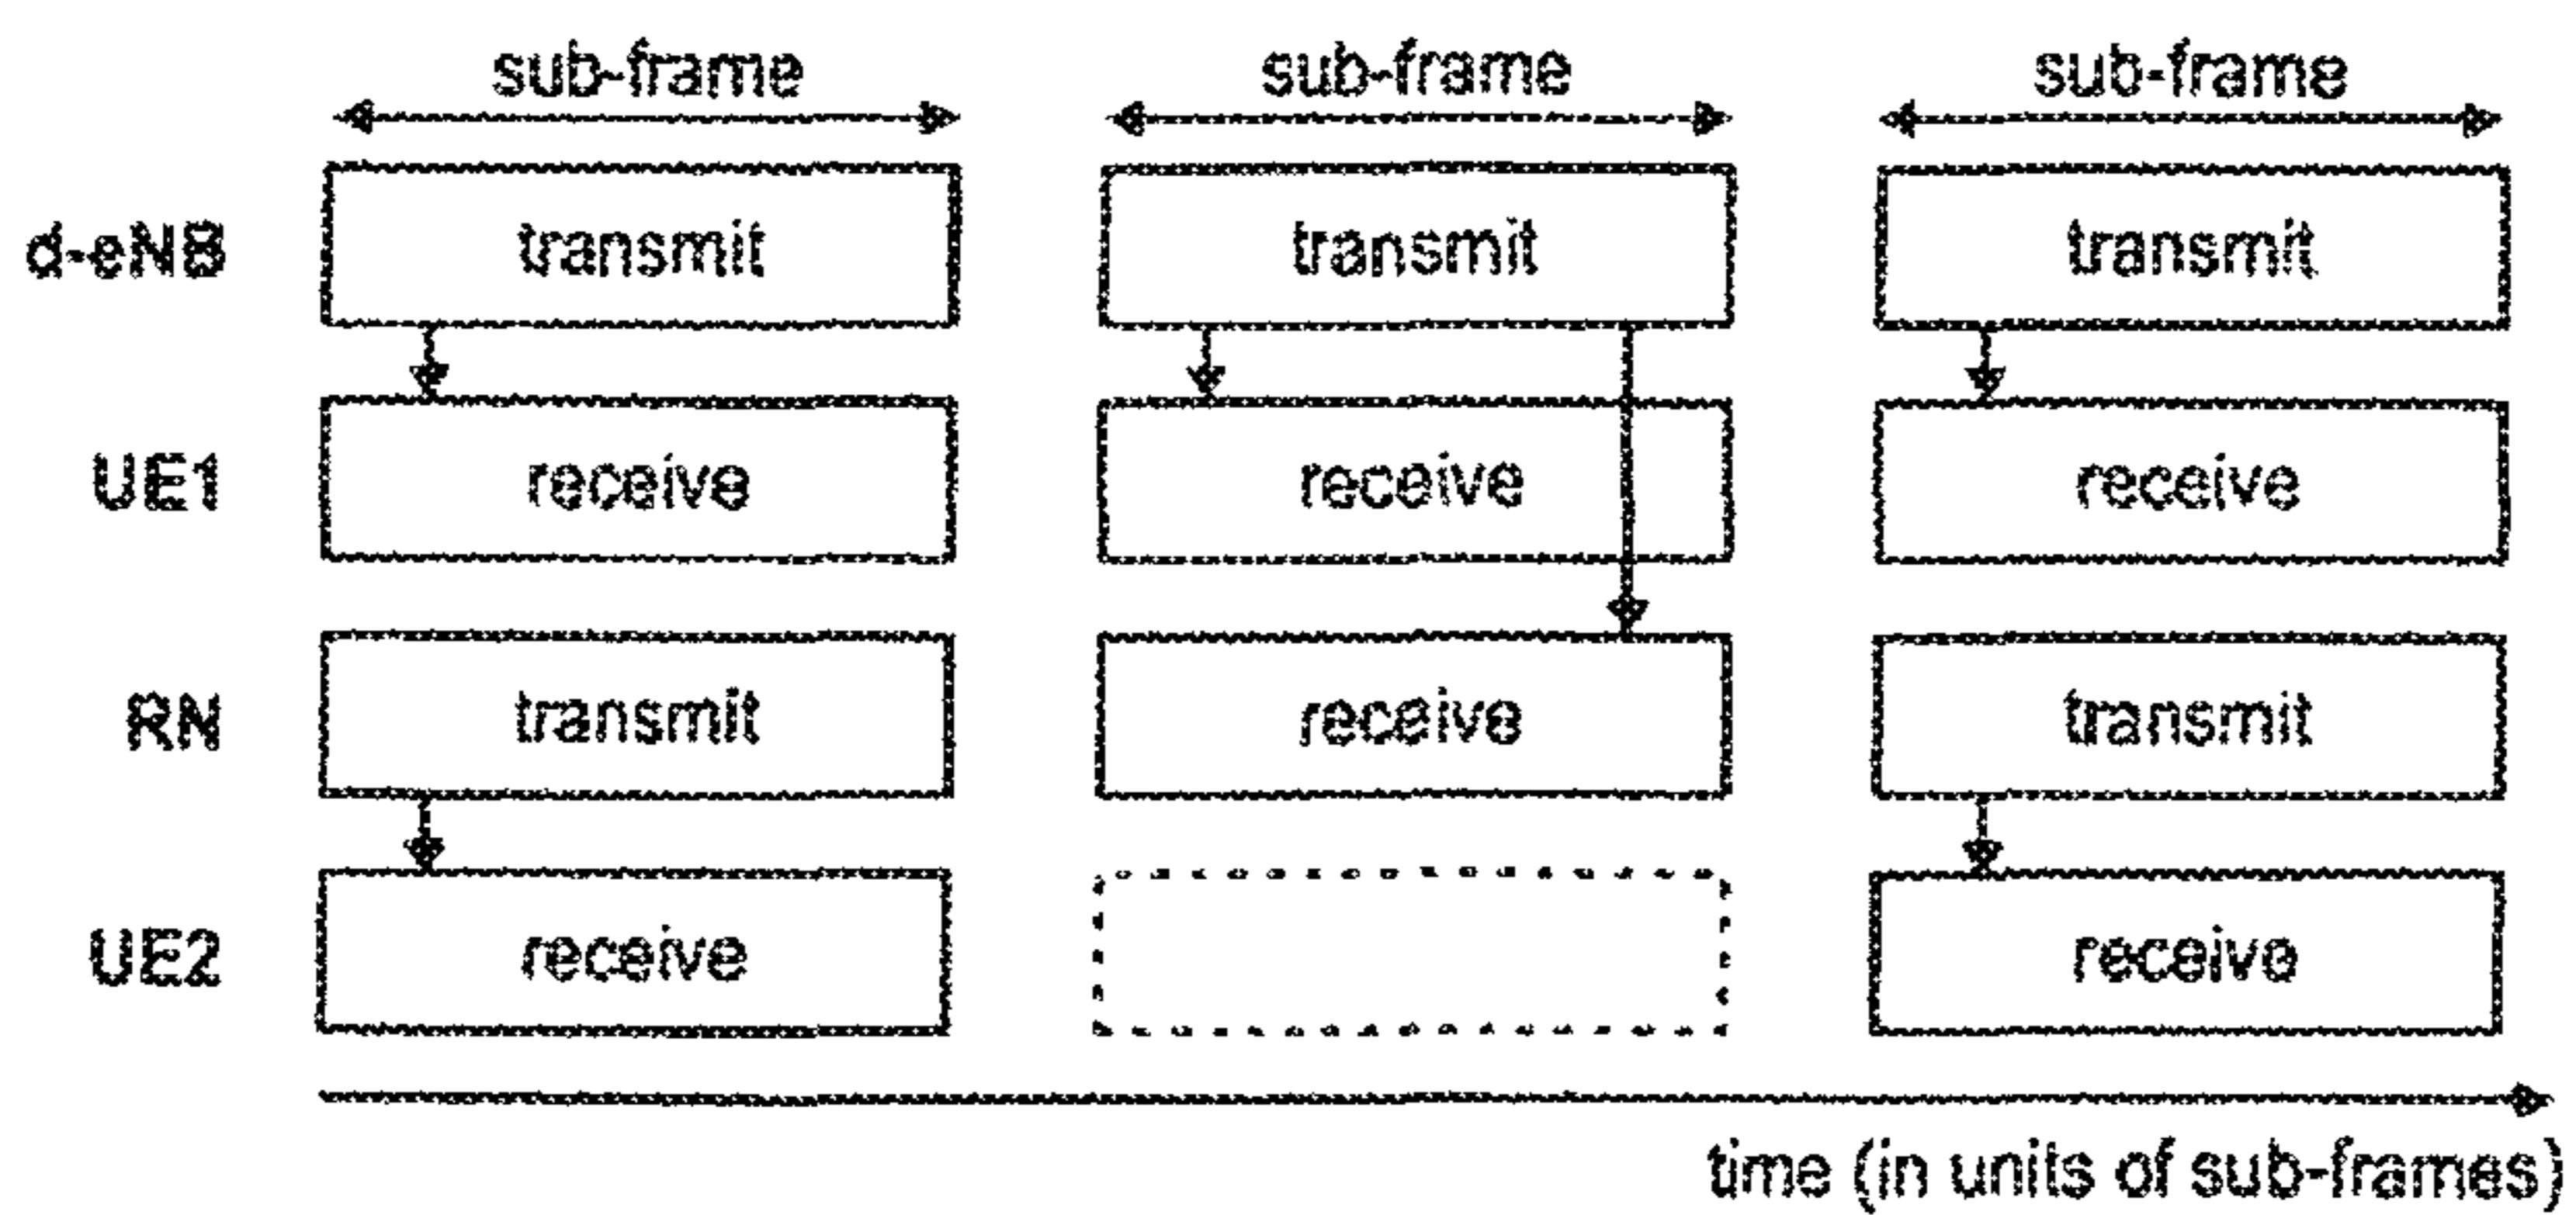 sub-frame sub-frame sub-frame
d-eNB transmit transmit transmit
UE1 receive receive receive
RN transmit receive transmit
UE2 receive receive
time (in units of sub-frames)